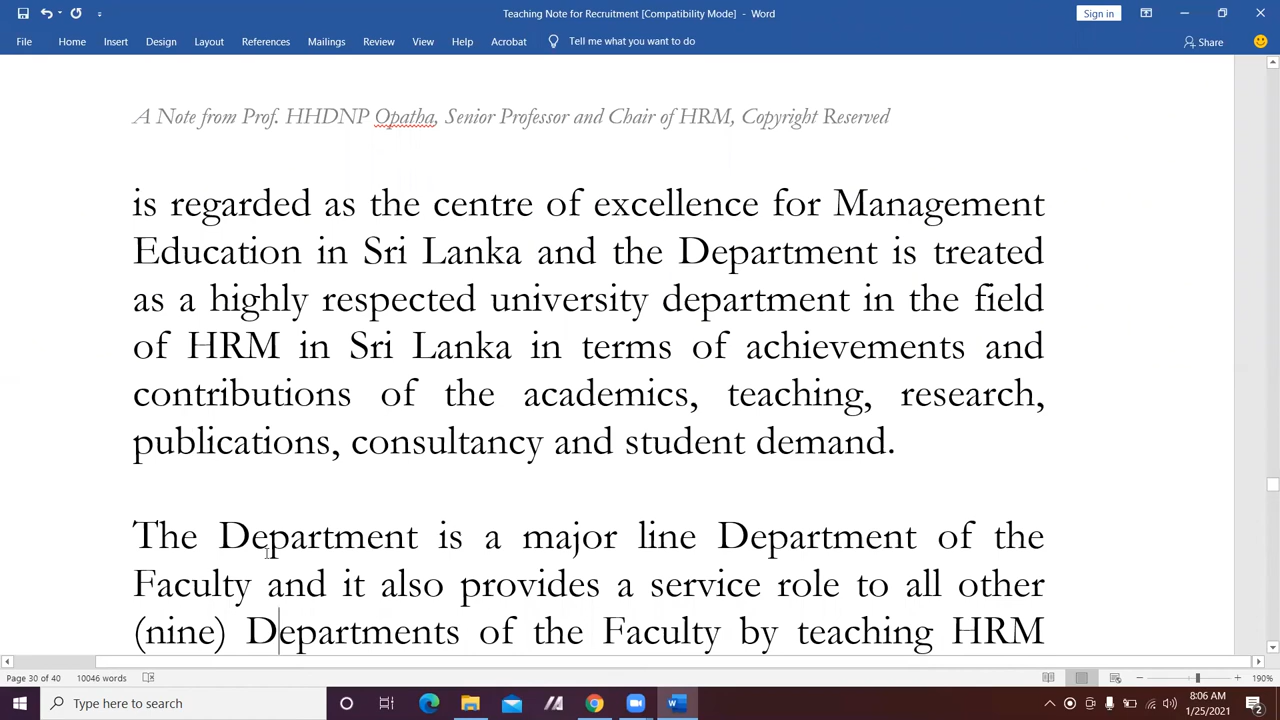 Teaching Note for Recruitment [Compatibility Mode] - Word
Sign in
File Home Insert Design Layout References Mailings Review View Help Acrobat Tell me what you want to do Share
A Note from Prof. HHDNP Opatha, Senior Professor and Chair of HRM, Copyright Reserved
is regarded as the centre of excellence for Management
Education in Sri Lanka and the Department is treated
as a highly respected university department in the field
of HRM in Sri Lanka in terms of achievements and
contributions of the academics, teaching, research,
publications, consultancy and student demand.
The Department is a major line Department of the
Faculty and it also provides a service role to all other
(nine) Departments of the Faculty by teaching HRM
Page 30 of 40 10046 words 190%
Type here to search
8:06 AM
1/25/2021
2